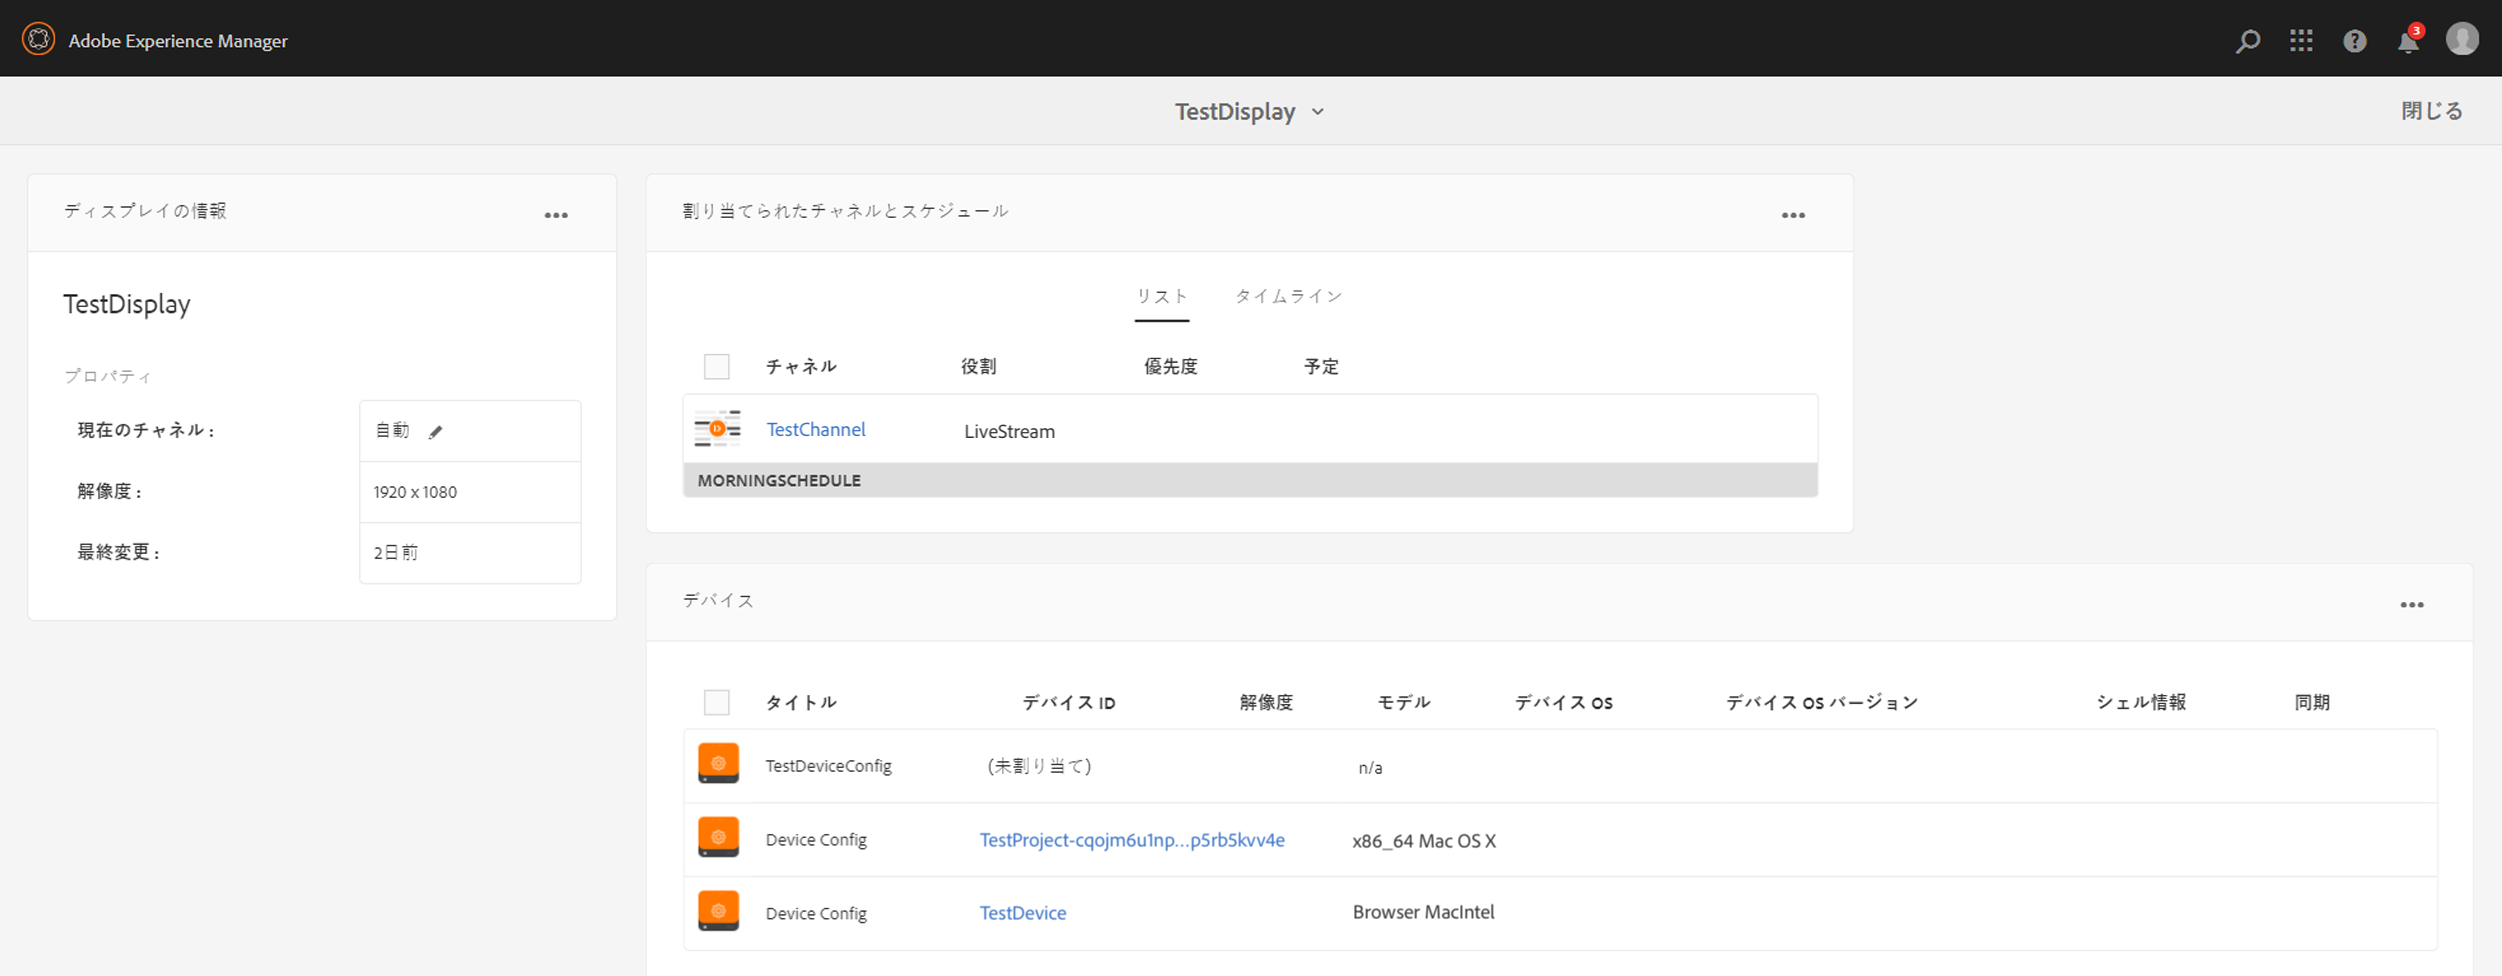 Adobe Experience Manager
3
TestDisplay
閉じる
ディスプレイの情報
TestDisplay
プロパティ
現在のチャネル :
自動
解像度 :
1920 x 1080
最終変更 :
2日前
割り当てられたチャネルとスケジュール
リスト タイムライン
チャネル 役割 優先度 予定
TestChannel LiveStream
MORNINGSCHEDULE
デバイス
タイトル デバイス ID 解像度 モデル デバイス OS デバイス OS バージョン シェル情報 同期
TestDeviceConfig (未割り当て) n/a
Device Config TestProject-cqojm6u1np...p5rb5kvv4e x86_64 Mac OS X
Device Config TestDevice Browser MacIntel